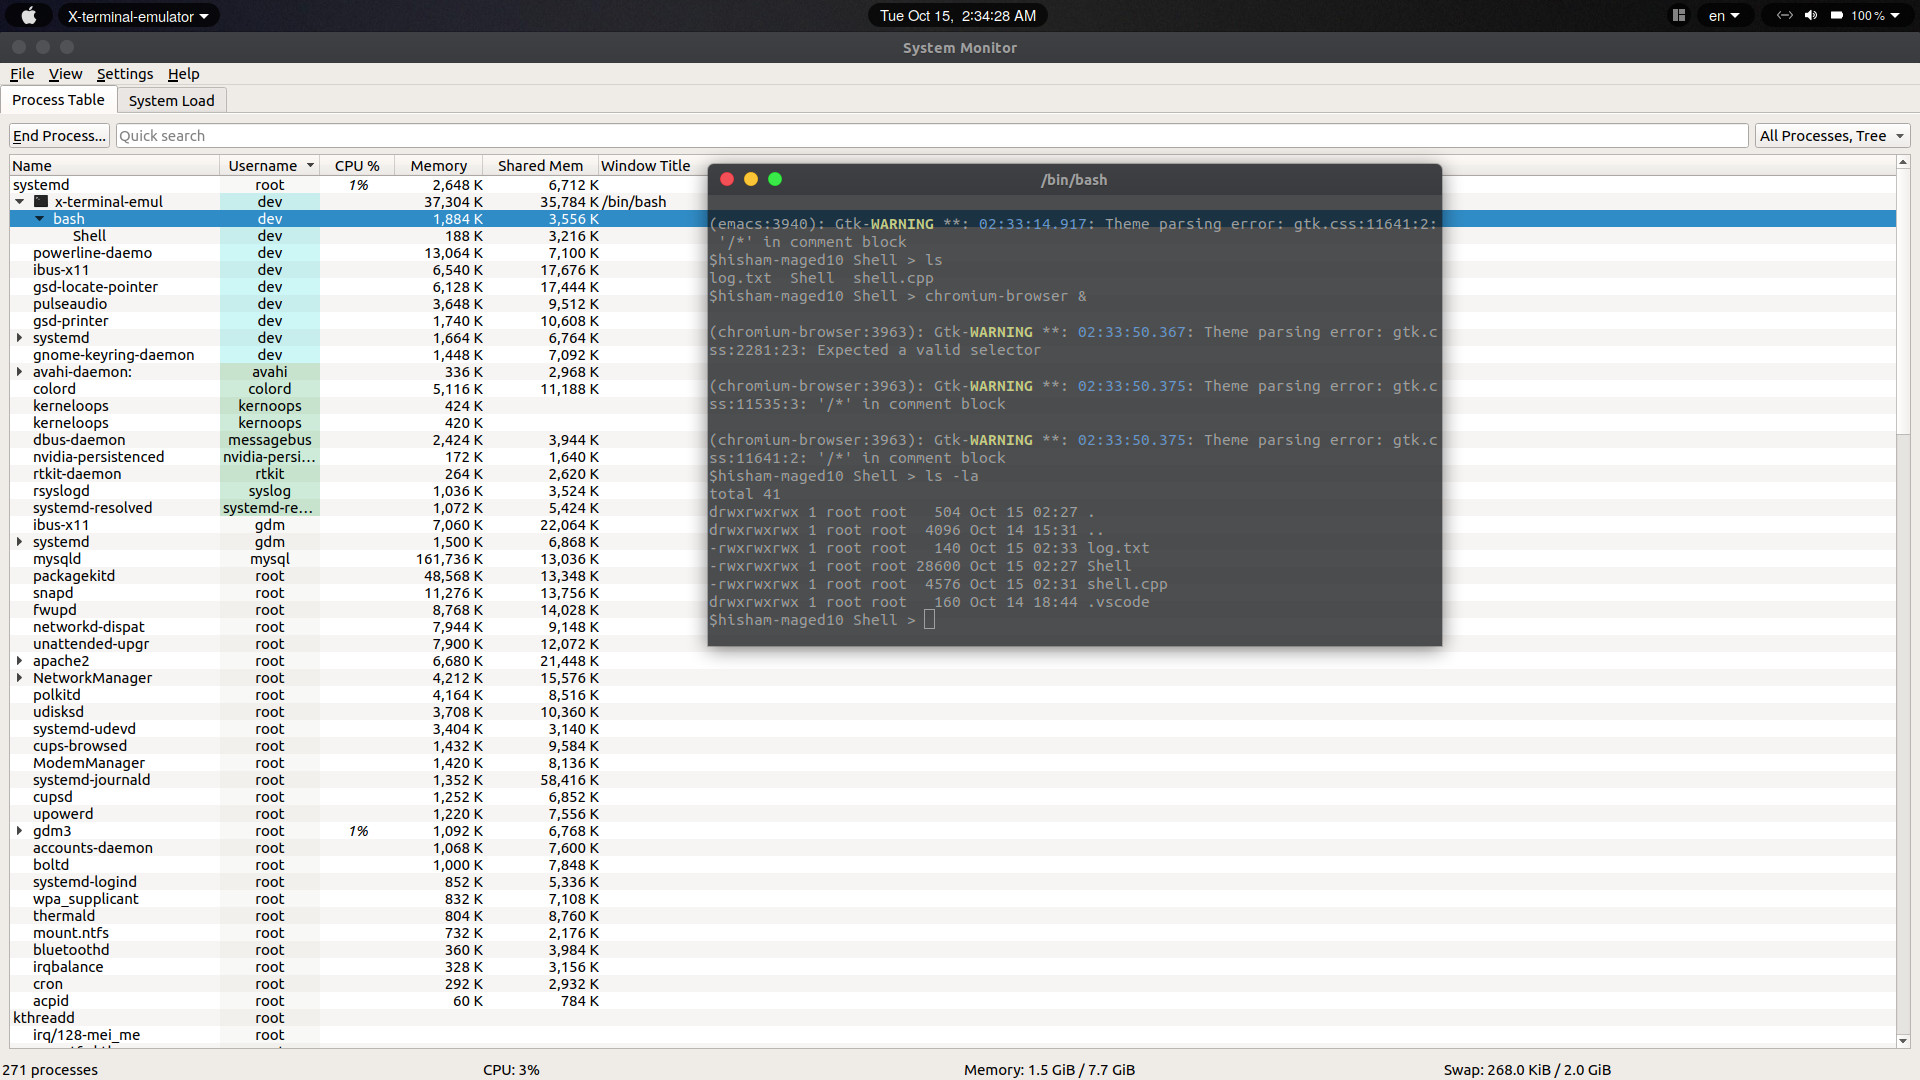 X-terminal-emulator
Tue Oct 15, 2:34:28 AM
en
100 %
System Monitor
File View Settings Help
Process Table System Load
End Process... Quick search All Processes, Tree
Name Username CPU % Memory Shared Mem Window Title
systemd root 1% 2,648 K 6,712 K
x-terminal-emul dev 37,304 K 35,784 K /bin/bash
bash dev 1,884 K 3,556 K
Shell dev 188 K 3,216 K
powerline-daemo dev 13,064 K 7,100 K
ibus-x11 dev 6,540 K 17,676 K
gsd-locate-pointer dev 6,128 K 17,444 K
pulseaudio dev 3,648 K 9,512 K
gsd-printer dev 1,740 K 10,608 K
systemd dev 1,664 K 6,764 K
gnome-keyring-daemon dev 1,448 K 7,092 K
avahi-daemon: avahi 336 K 2,968 K
colord colord 5,116 K 11,188 K
kerneloops kernoops 424 K
kerneloops kernoops 420 K
dbus-daemon messagebus 2,424 K 3,944 K
nvidia-persistenced nvidia-persi... 172 K 1,640 K
rtkit-daemon rtkit 264 K 2,620 K
rsyslogd syslog 1,036 K 3,524 K
systemd-resolved systemd-re... 1,072 K 5,424 K
ibus-x11 gdm 7,060 K 22,064 K
systemd gdm 1,500 K 6,868 K
mysqld mysql 161,736 K 13,036 K
packagekitd root 48,568 K 13,348 K
snapd root 11,276 K 13,756 K
fwupd root 8,768 K 14,028 K
networkd-dispat root 7,944 K 9,148 K
unattended-upgr root 7,900 K 12,072 K
apache2 root 6,680 K 21,448 K
NetworkManager root 4,212 K 15,576 K
polkitd root 4,164 K 8,516 K
udisksd root 3,708 K 10,360 K
systemd-udevd root 3,404 K 3,140 K
cups-browsed root 1,432 K 9,584 K
ModemManager root 1,420 K 8,136 K
systemd-journald root 1,352 K 58,416 K
cupsd root 1,252 K 6,852 K
upowerd root 1,220 K 7,556 K
gdm3 root 1% 1,092 K 6,768 K
accounts-daemon root 1,068 K 7,600 K
boltd root 1,000 K 7,848 K
systemd-logind root 852 K 5,336 K
wpa_supplicant root 832 K 7,108 K
thermald root 804 K 8,760 K
mount.ntfs root 732 K 2,176 K
bluetoothd root 360 K 3,984 K
irqbalance root 328 K 3,156 K
cron root 292 K 2,932 K
acpid root 60 K 784 K
kthreadd root
irq/128-mei_me root
/bin/bash
(emacs:3940): Gtk-WARNING **: 02:33:14.917: Theme parsing error: gtk.css:11641:2:
'/*' in comment block
$hisham-maged10 Shell > ls
log.txt Shell shell.cpp
$hisham-maged10 Shell > chromium-browser &
(chromium-browser:3963): Gtk-WARNING **: 02:33:50.367: Theme parsing error: gtk.c
ss:2281:23: Expected a valid selector
(chromium-browser:3963): Gtk-WARNING **: 02:33:50.375: Theme parsing error: gtk.c
ss:11535:3: '/*' in comment block
(chromium-browser:3963): Gtk-WARNING **: 02:33:50.375: Theme parsing error: gtk.c
ss:11641:2: '/*' in comment block
$hisham-maged10 Shell > ls -la
total 41
drwxrwxrwx 1 root root 504 Oct 15 02:27 .
drwxrwxrwx 1 root root 4096 Oct 14 15:31 ..
-rwxrwxrwx 1 root root 140 Oct 15 02:33 log.txt
-rwxrwxrwx 1 root root 28600 Oct 15 02:27 Shell
-rwxrwxrwx 1 root root 4576 Oct 15 02:31 shell.cpp
drwxrwxrwx 1 root root 160 Oct 14 18:44 .vscode
$hisham-maged10 Shell >
271 processes CPU: 3% Memory: 1.5 GiB / 7.7 GiB Swap: 268.0 KiB / 2.0 GiB